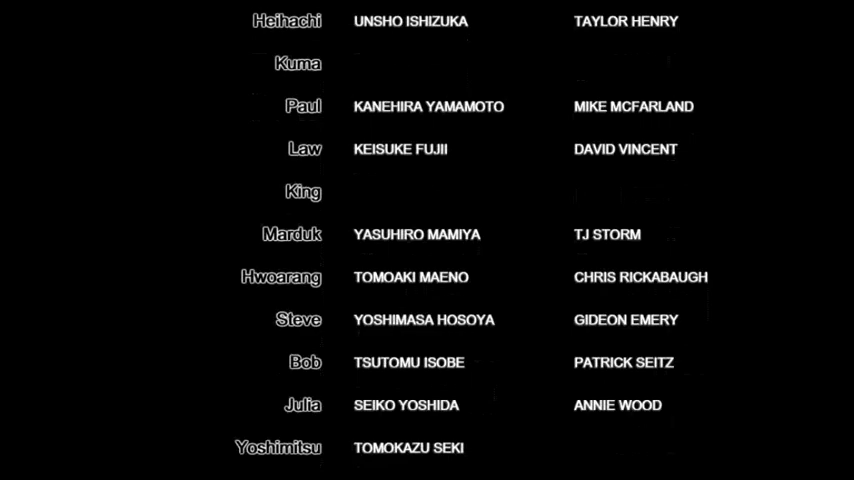 Heihachi UNSHO ISHIZUKA TAYLOR HENRY
Kuma
Paul KANEHIRA YAMAMOTO MIKE MCFARLAND
Law KEISUKE FUJII DAVID VINCENT
King
Marduk YASUHIRO MAMIYA TJ STORM
Hwoarang TOMOAKI MAENO CHRIS RICKABAUGH
Steve YOSHIMASA HOSOYA GIDEON EMERY
Bob TSUTOMU ISOBE PATRICK SEITZ
Julia SEIKO YOSHIDA ANNIE WOOD
Yoshimitsu TOMOKAZU SEKI